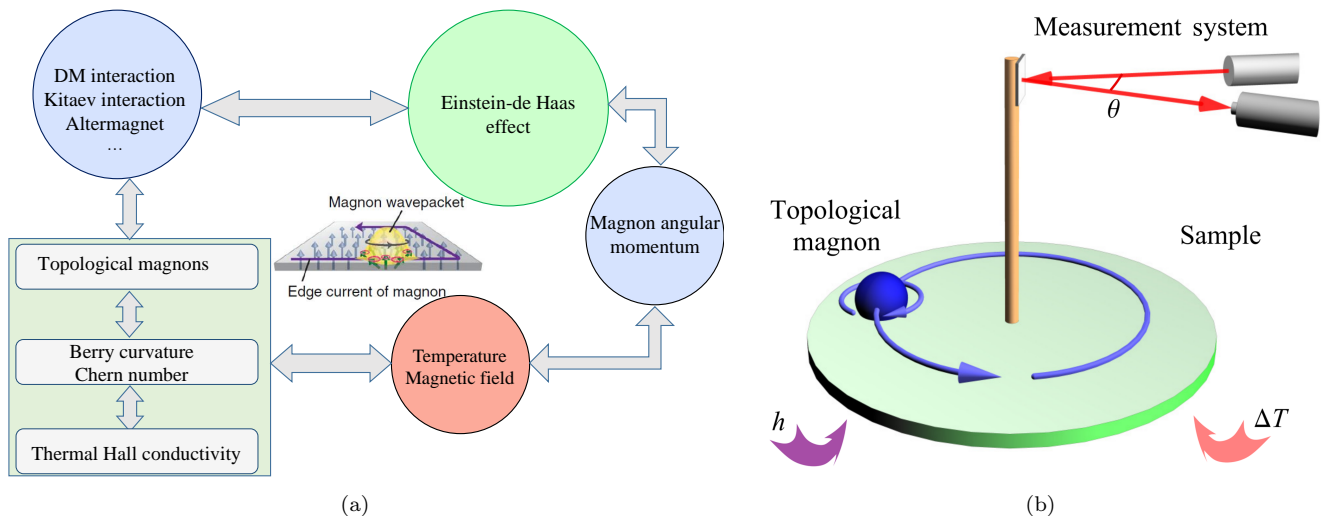 DM interaction
Kitaev interaction
Altermagnet
…
Einstein-de Haas
effect
Magnon angular
momentum
Magnon wavepacket
Edge current of magnon
Topological magnons
Berry curvature
Chern number
Thermal Hall conductivity
Temperature
Magnetic field
(a)
Measurement system
θ
Topological
magnon
Sample
h
ΔT
(b)